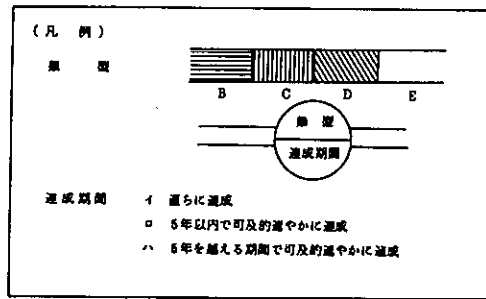 (凡 例)
類 型
B C D E
類 型
達成期間
達成期間 イ 直ちに達成
ロ 5年以内で可及的速やかに達成
ハ 5年を越える期間で可及的速やかに達成